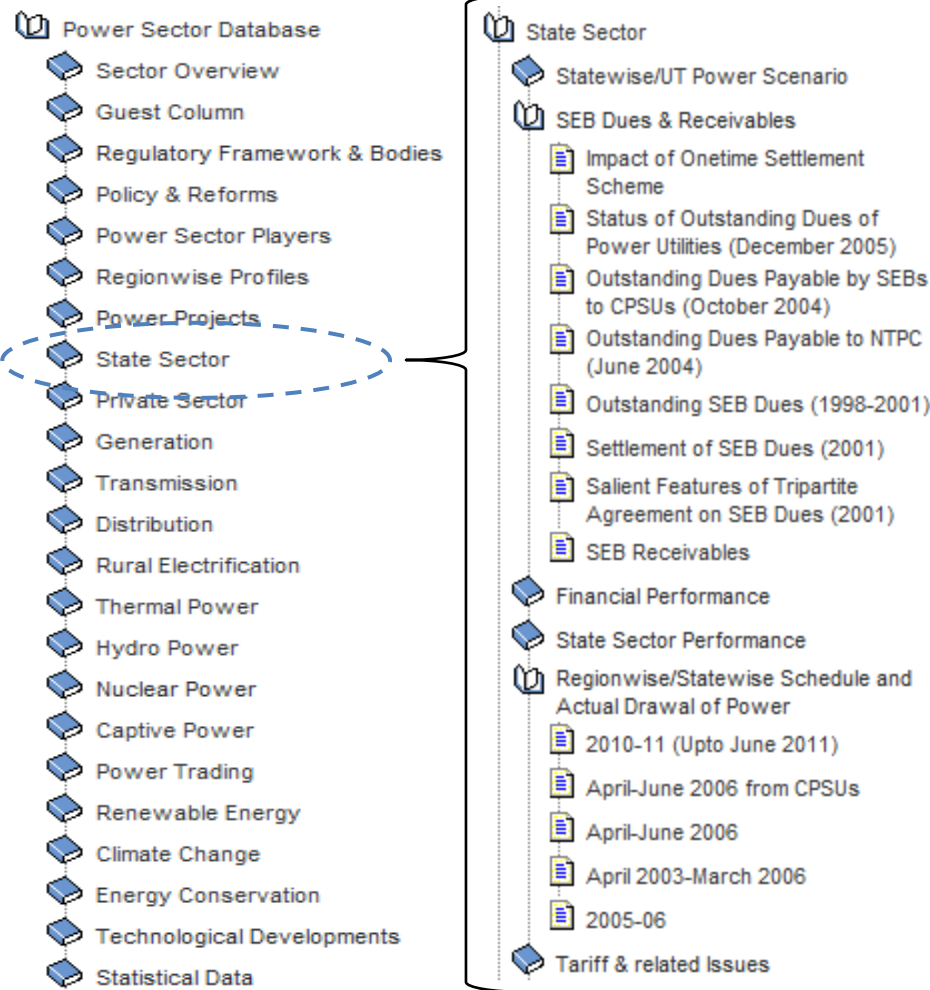 Power Sector Database
Sector Overview
Guest Column
Regulatory Framework & Bodies
Policy & Reforms
Power Sector Players
Regionwise Profiles
Power Projects
State Sector
Private Sector
Generation
Transmission
Distribution
Rural Electrification
Thermal Power
Hydro Power
Nuclear Power
Captive Power
Power Trading
Renewable Energy
Climate Change
Energy Conservation
Technological Developments
Statistical Data
State Sector
Statewise/UT Power Scenario
SEB Dues & Receivables
Impact of Onetime Settlement
Scheme
Status of Outstanding Dues of
Power Utilities (December 2005)
Outstanding Dues Payable by SEBs
to CPSUs (October 2004)
Outstanding Dues Payable to NTPC
(June 2004)
Outstanding SEB Dues (1998-2001)
Settlement of SEB Dues (2001)
Salient Features of Tripartite
Agreement on SEB Dues (2001)
SEB Receivables
Financial Performance
State Sector Performance
Regionwise/Statewise Schedule and
Actual Drawal of Power
2010-11 (Upto June 2011)
April-June 2006 from CPSUs
April-June 2006
April 2003-March 2006
2005-06
Tariff & related Issues